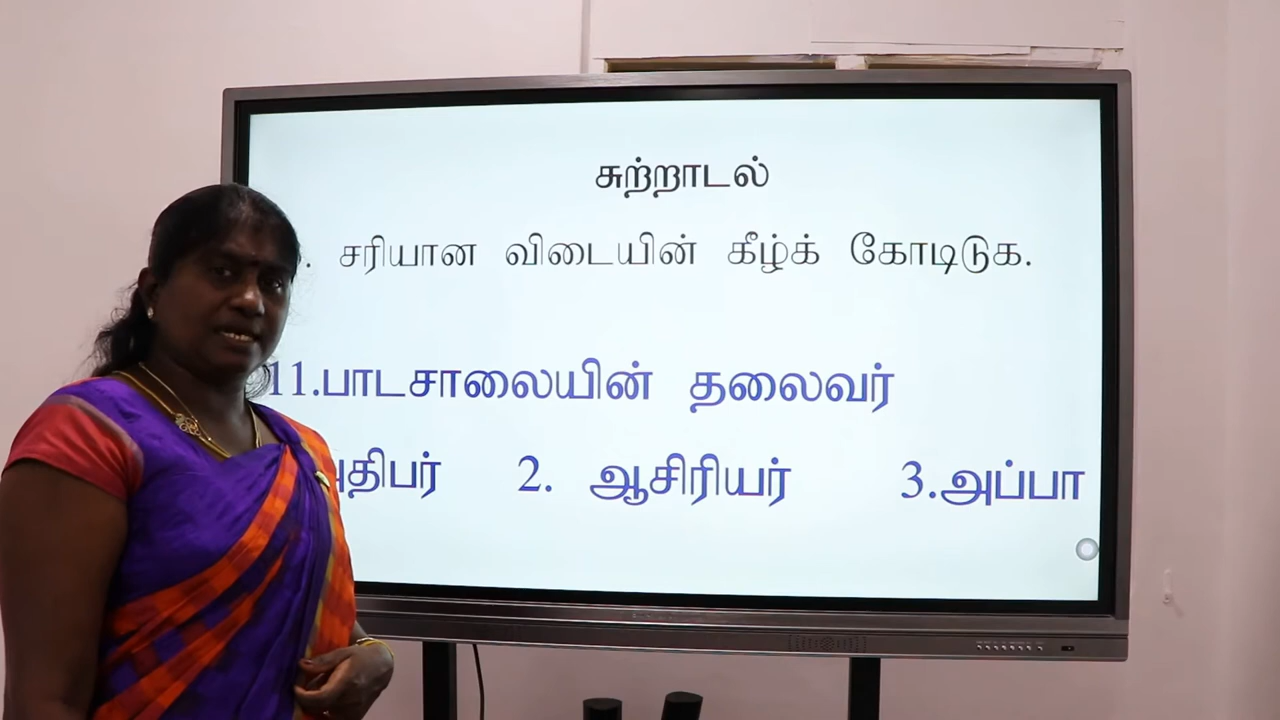 சுற்றாடல்
. சரியான விடையின் கீழ்க் கோடிடுக.
11.பாடசாலையின் தலைவர்
2. ஆசிரியர் 3.அப்பா